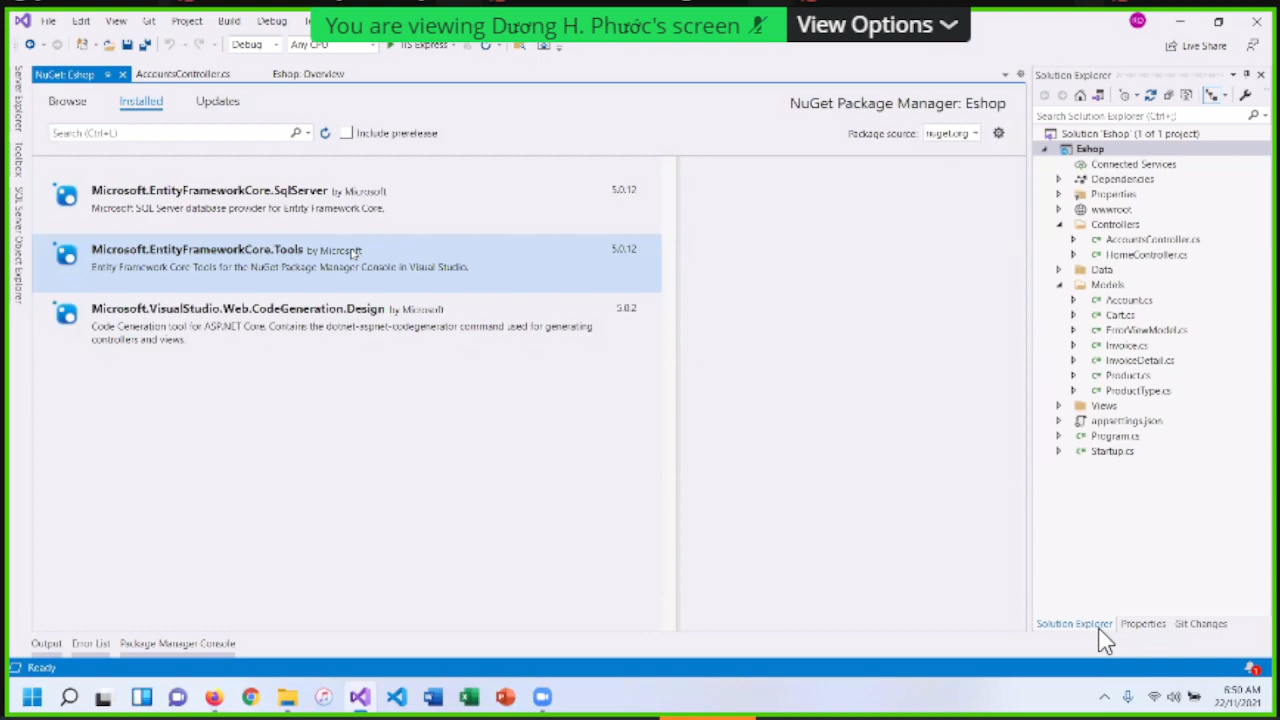 You are viewing Dương H. Phước's screen
View Options
File Edit View Git Project Build Debug
Debug Any CPU IIS Express
Live Share
NuGet: Eshop AccountsController.cs Eshop: Overview
Browse Installed Updates
NuGet Package Manager: Eshop
Search (Ctrl+L)
Include prerelease
Package source: nuget.org
Microsoft.EntityFrameworkCore.SqlServer by Microsoft
5.0.12
Microsoft SQL Server database provider for Entity Framework Core.
Microsoft.EntityFrameworkCore.Tools by Microsoft
5.0.12
Entity Framework Core Tools for the NuGet Package Manager Console in Visual Studio.
Microsoft.VisualStudio.Web.CodeGeneration.Design by Microsoft
5.0.2
Code Generation tool for ASP.NET Core. Contains the dotnet-aspnet-codegenerator command used for generating
controllers and views.
Server Explorer
Toolbox
SQL Server Object Explorer
Solution Explorer
Search Solution Explorer (Ctrl+;)
Solution 'Eshop' (1 of 1 project)
Eshop
Connected Services
Dependencies
Properties
wwwroot
Controllers
AccountsController.cs
HomeController.cs
Data
Models
Account.cs
Cart.cs
ErrorViewModel.cs
Invoice.cs
InvoiceDetail.cs
Product.cs
ProductType.cs
Views
appsettings.json
Program.cs
Startup.cs
Solution Explorer Properties Git Changes
Output Error List Package Manager Console
Ready
6:50 AM
22/11/2021